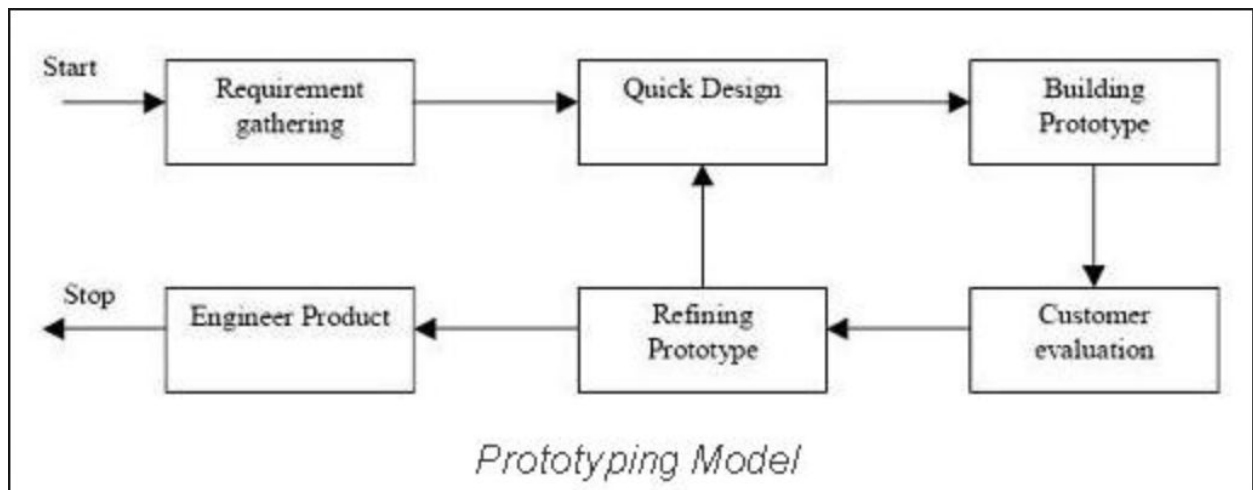 Start
Requirement
gathering
Quick Design
Building
Prototype
Stop
Engineer Product
Refining
Prototype
Customer
evaluation
Prototyping Model